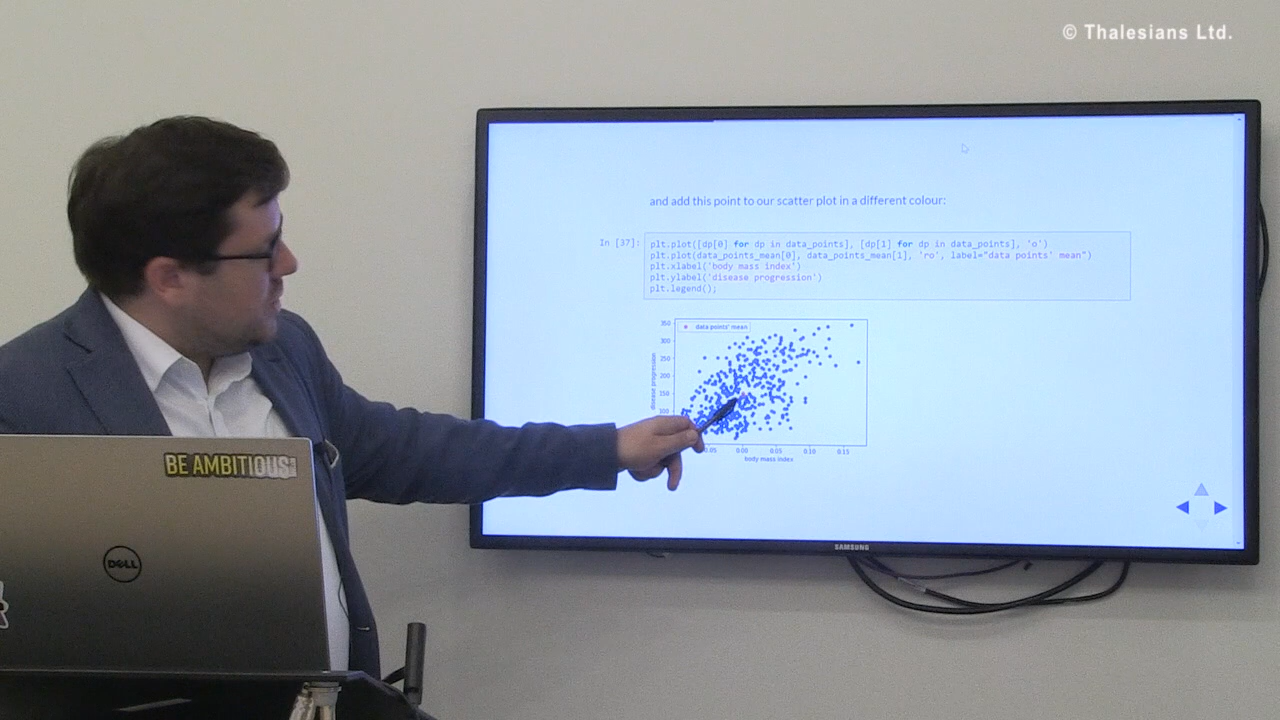 © Thalesians Ltd.
and add this point to our scatter plot in a different colour:
In [37]:
plt.plot([dp[0] for dp in data_points], [dp[1] for dp in data_points], 'o')
plt.plot(data_points_mean[0], data_points_mean[1], 'ro', label="data points' mean")
plt.xlabel('body mass index')
plt.ylabel('disease progression')
plt.legend();
data points' mean
350
300
250
200
150
100
disease progression
0.05
0.00
0.05
0.10
0.15
body mass index
BE AMBITIOUS
DELL
SAMSUNG